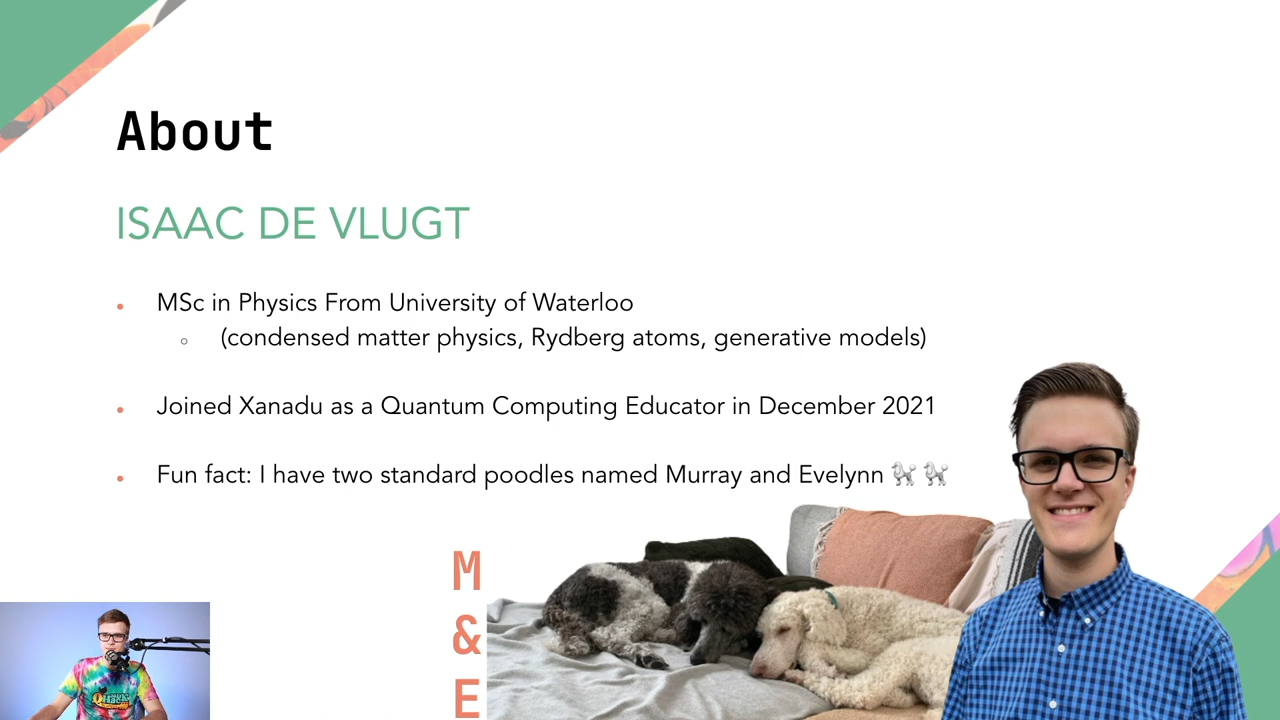 About
ISAAC DE VLUGT
MSc in Physics From University of Waterloo
(condensed matter physics, Rydberg atoms, generative models)
Joined Xanadu as a Quantum Computing Educator in December 2021
Fun fact: I have two standard poodles named Murray and Evelynn 🐩 🐩
M
&
E